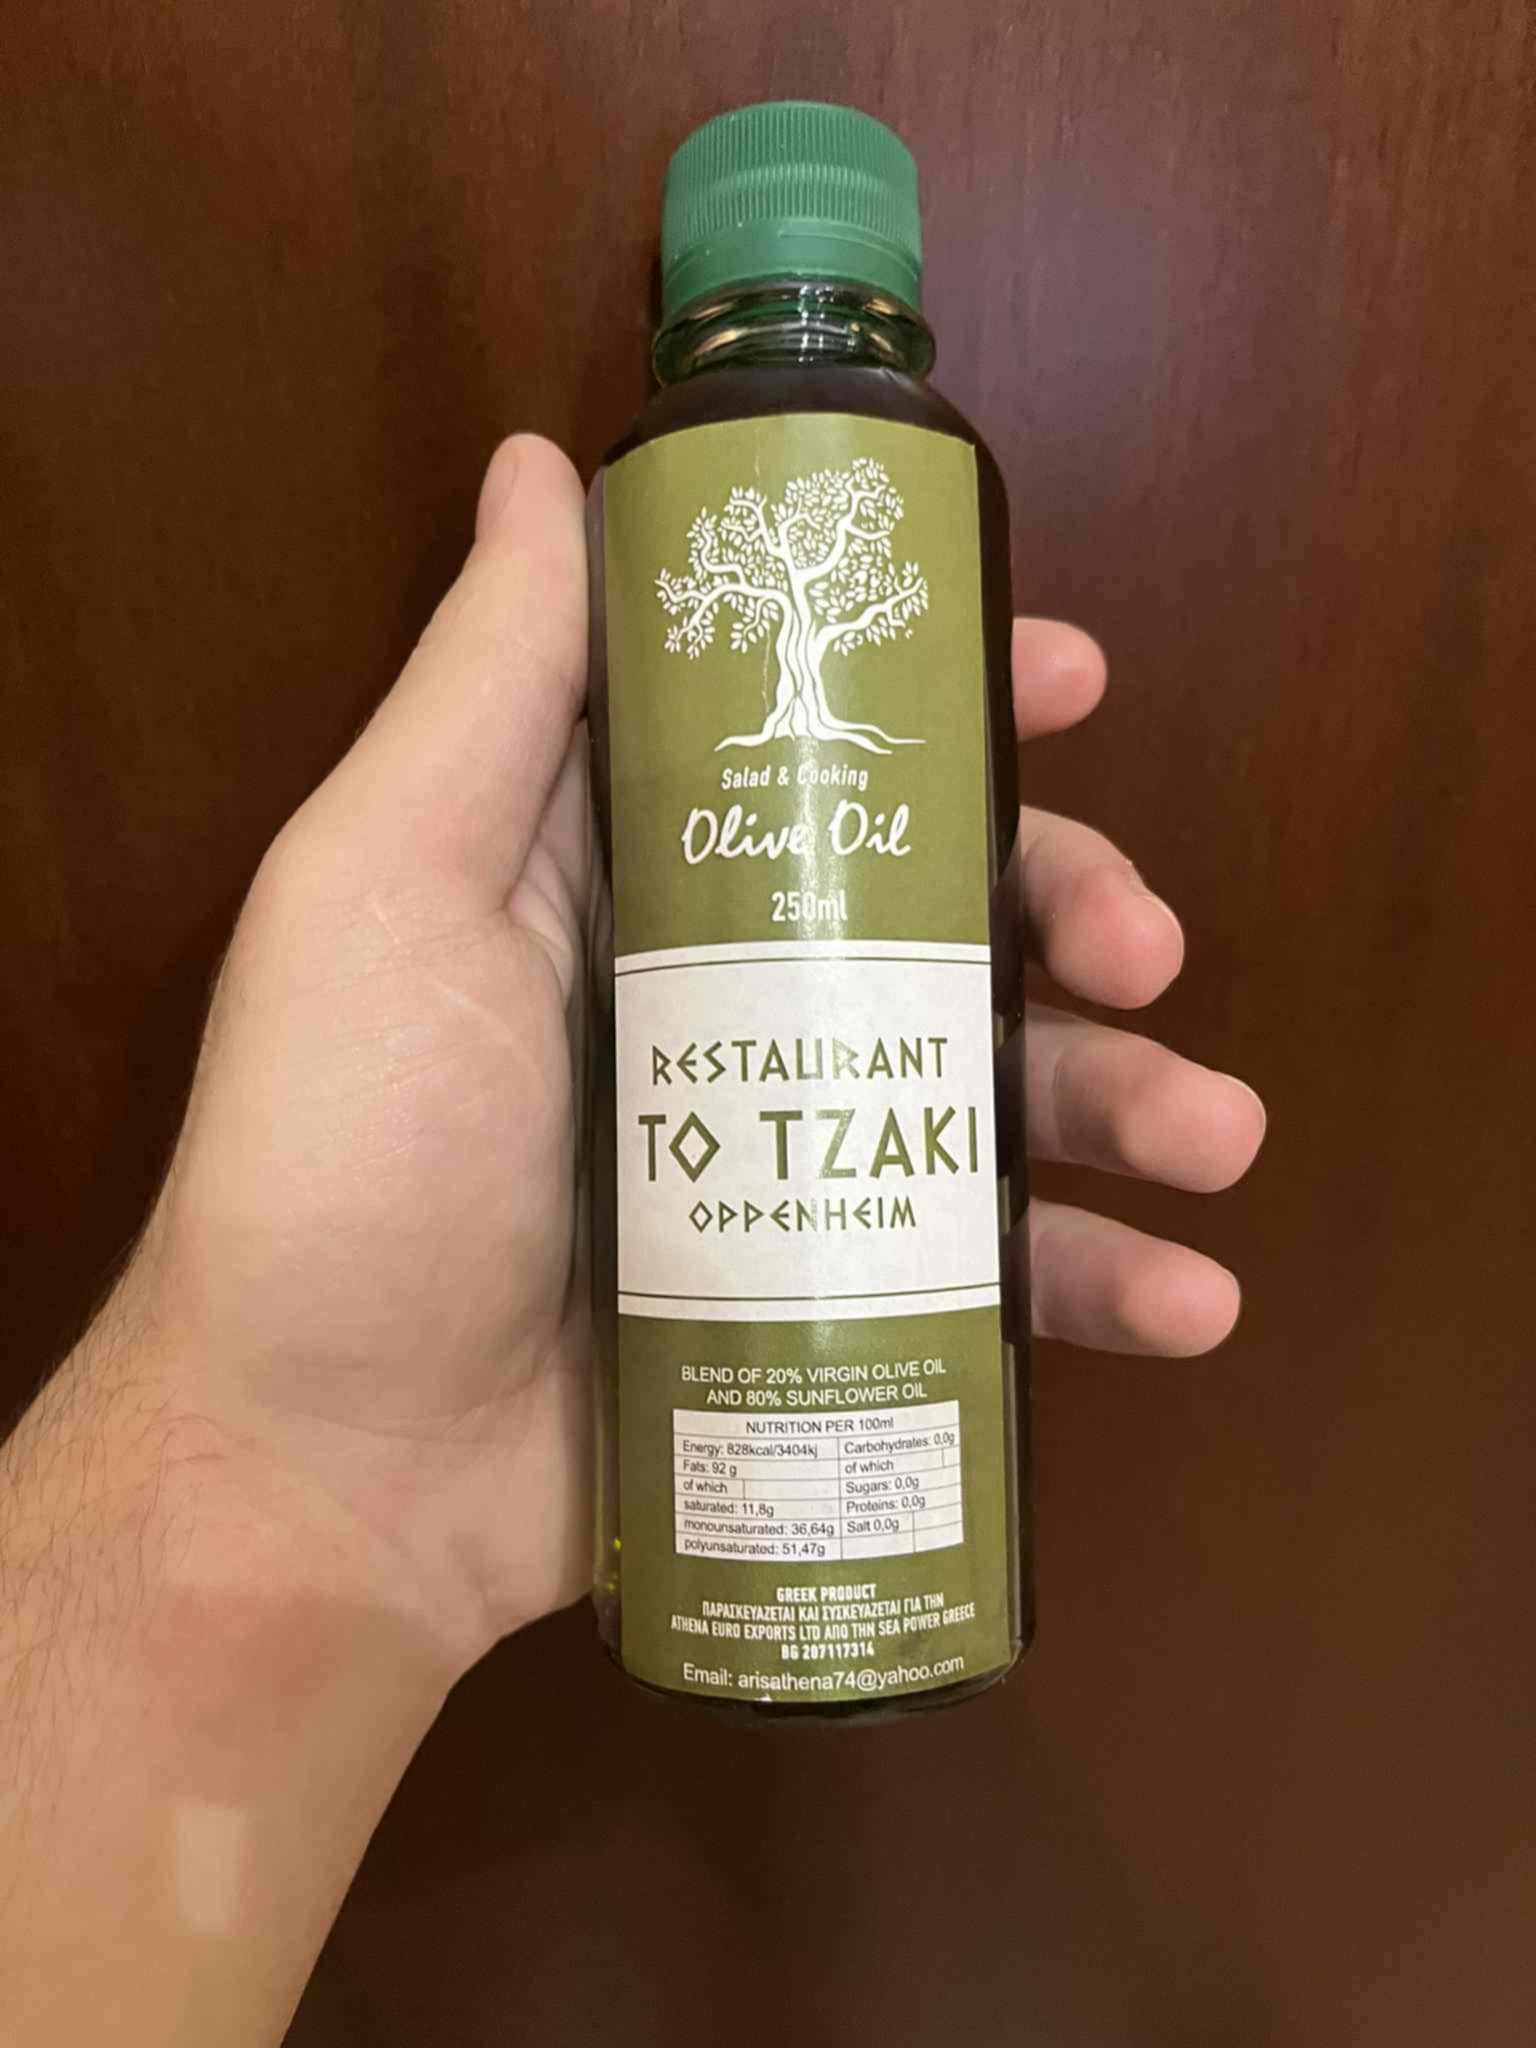 Salad & Cooking
Olive Oil
250ml
RESTAURANT
TO TZAKI
OPPENHEIM
BLEND OF 20% VIRGIN OLIVE OIL
AND 80% SUNFLOWER OIL
NUTRITION PER 100ml
Energy: 828kcal/3404kj Carbohydrates: 0,0g
Fats: 92 g of which
of which Sugars: 0,0g
saturated: 11,8g Proteins: 0,0g
monounsaturated: 36,64g Salt 0,0g
polyunsaturated: 51,47g
GREEK PRODUCT
ΠΑΡΑΣΚΕΥΑΖΕΤΑΙ ΚΑΙ ΣΥΣΚΕΥΑΖΕΤΑΙ ΓΙΑ ΤΗΝ
ATHENA EURO EXPORTS LTD ΑΠΟ ΤΗΝ SEA POWER GREECE
BG 207117314
Email: arisathena74@yahoo.com